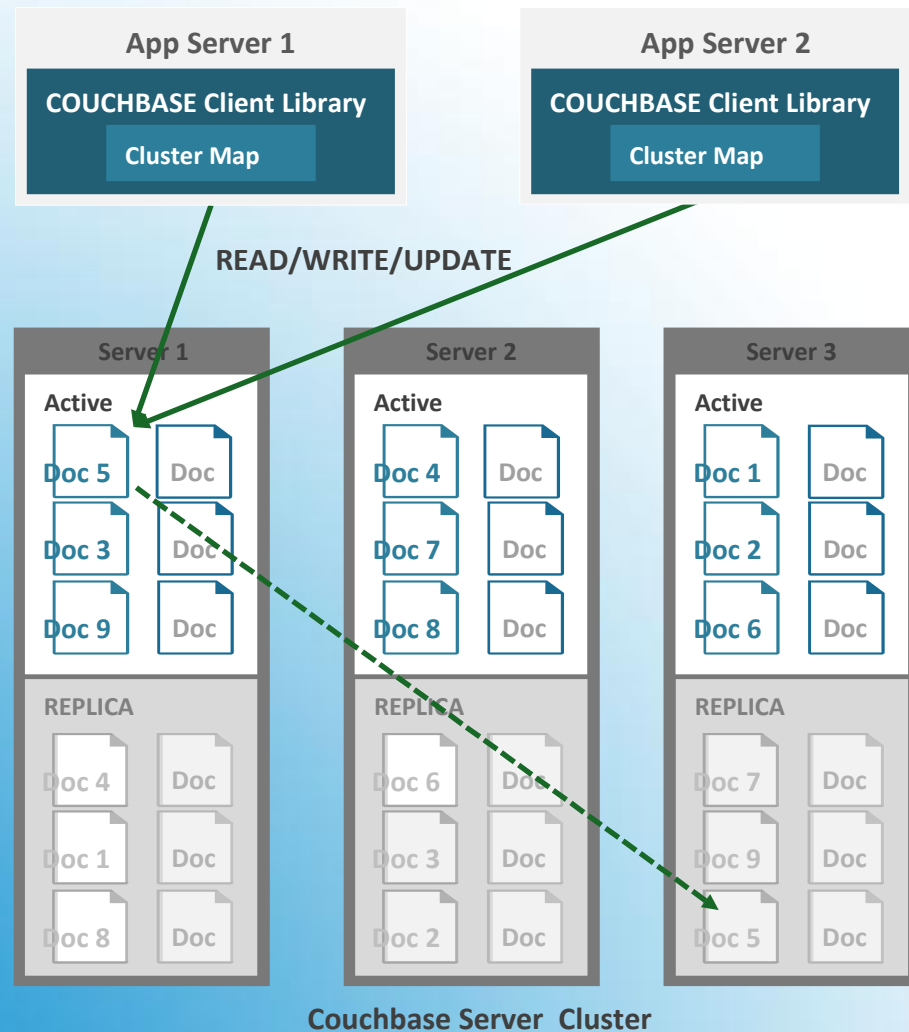 App Server 1
App Server 2
COUCHBASE Client Library
COUCHBASE Client Library
Cluster Map
Cluster Map
READ/WRITE/UPDATE
Server 1
Server 2
Server 3
Active
Active
Active
Doc 5 Doc
Doc 4 Doc
Doc 1 Doc
Doc 3 Doc
Doc 7 Doc
Doc 2 Doc
Doc 9 Doc
Doc 8 Doc
Doc 6 Doc
REPLICA
REPLICA
REPLICA
Doc 4 Doc
Doc 6 Doc
Doc 7 Doc
Doc 1 Doc
Doc 3 Doc
Doc 9 Doc
Doc 8 Doc
Doc 2 Doc
Doc 5 Doc
Couchbase Server Cluster